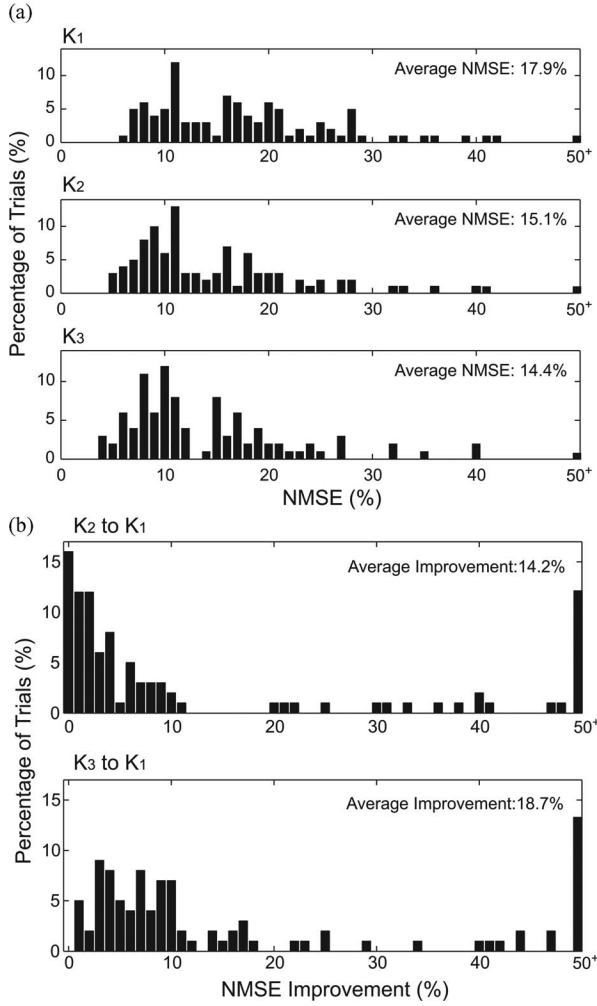 (a)
K1
Average NMSE: 17.9%
10
5
0
0 10 20 30 40 50+
K2
Average NMSE: 15.1%
10
5
0
0 10 20 30 40 50+
K3
Average NMSE: 14.4%
10
5
0
0 10 20 30 40 50+
Percentage of Trials (%)
NMSE (%)
(b)
K2 to K1
Average Improvement:14.2%
15
10
5
0
0 10 20 30 40 50+
K3 to K1
Average Improvement:18.7%
15
10
5
0
0 10 20 30 40 50+
Percentage of Trials (%)
NMSE Improvement (%)